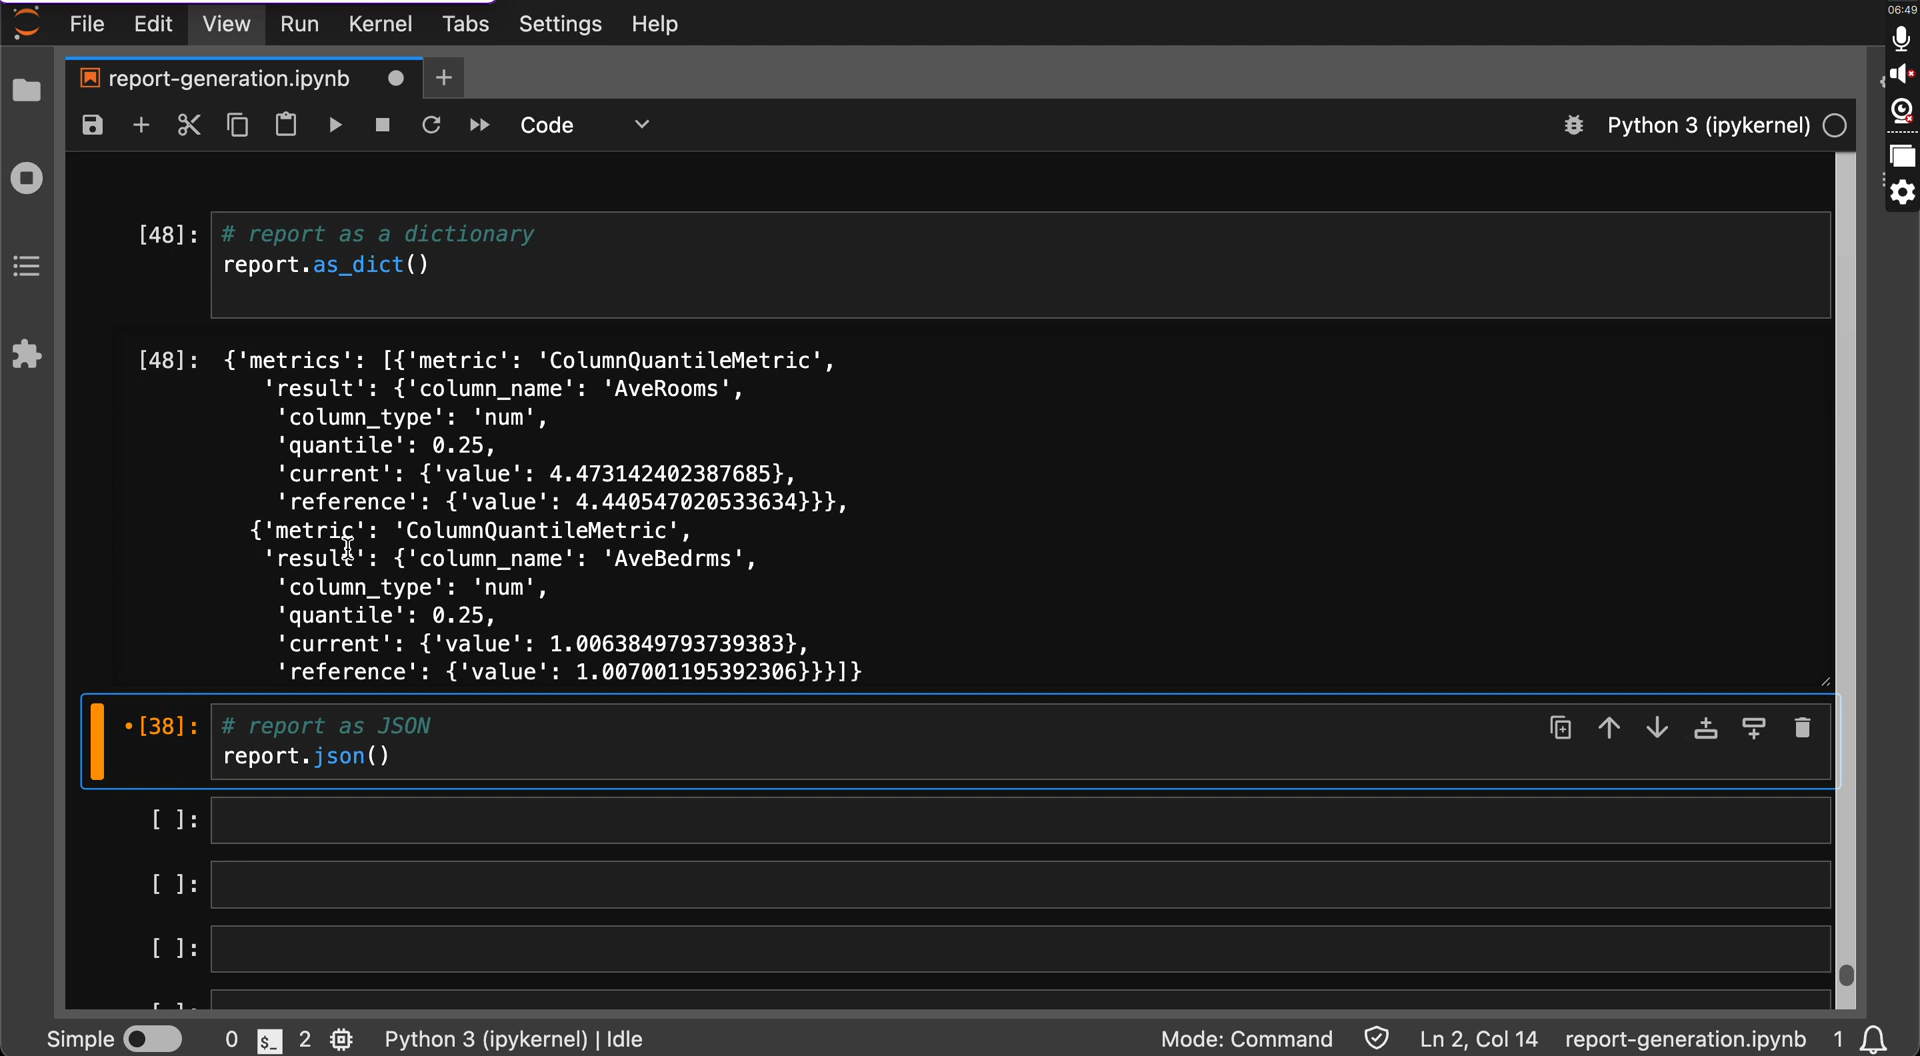 06:49
File Edit View Run Kernel Tabs Settings Help
report-generation.ipynb
Code
Python 3 (ipykernel)
[48]: # report as a dictionary
report.as_dict()
[48]: {'metrics': [{'metric': 'ColumnQuantileMetric',
'result': {'column_name': 'AveRooms',
'column_type': 'num',
'quantile': 0.25,
'current': {'value': 4.473142402387685},
'reference': {'value': 4.440547020533634}}},
{'metric': 'ColumnQuantileMetric',
'result': {'column_name': 'AveBedrms',
'column_type': 'num',
'quantile': 0.25,
'current': {'value': 1.0063849793739383},
'reference': {'value': 1.007001195392306}}}]}
•[38]: # report as JSON
report.json()
[ ]:
[ ]:
[ ]:
[ ]:
Simple 0 $_ 2 Python 3 (ipykernel) | Idle Mode: Command Ln 2, Col 14 report-generation.ipynb 1